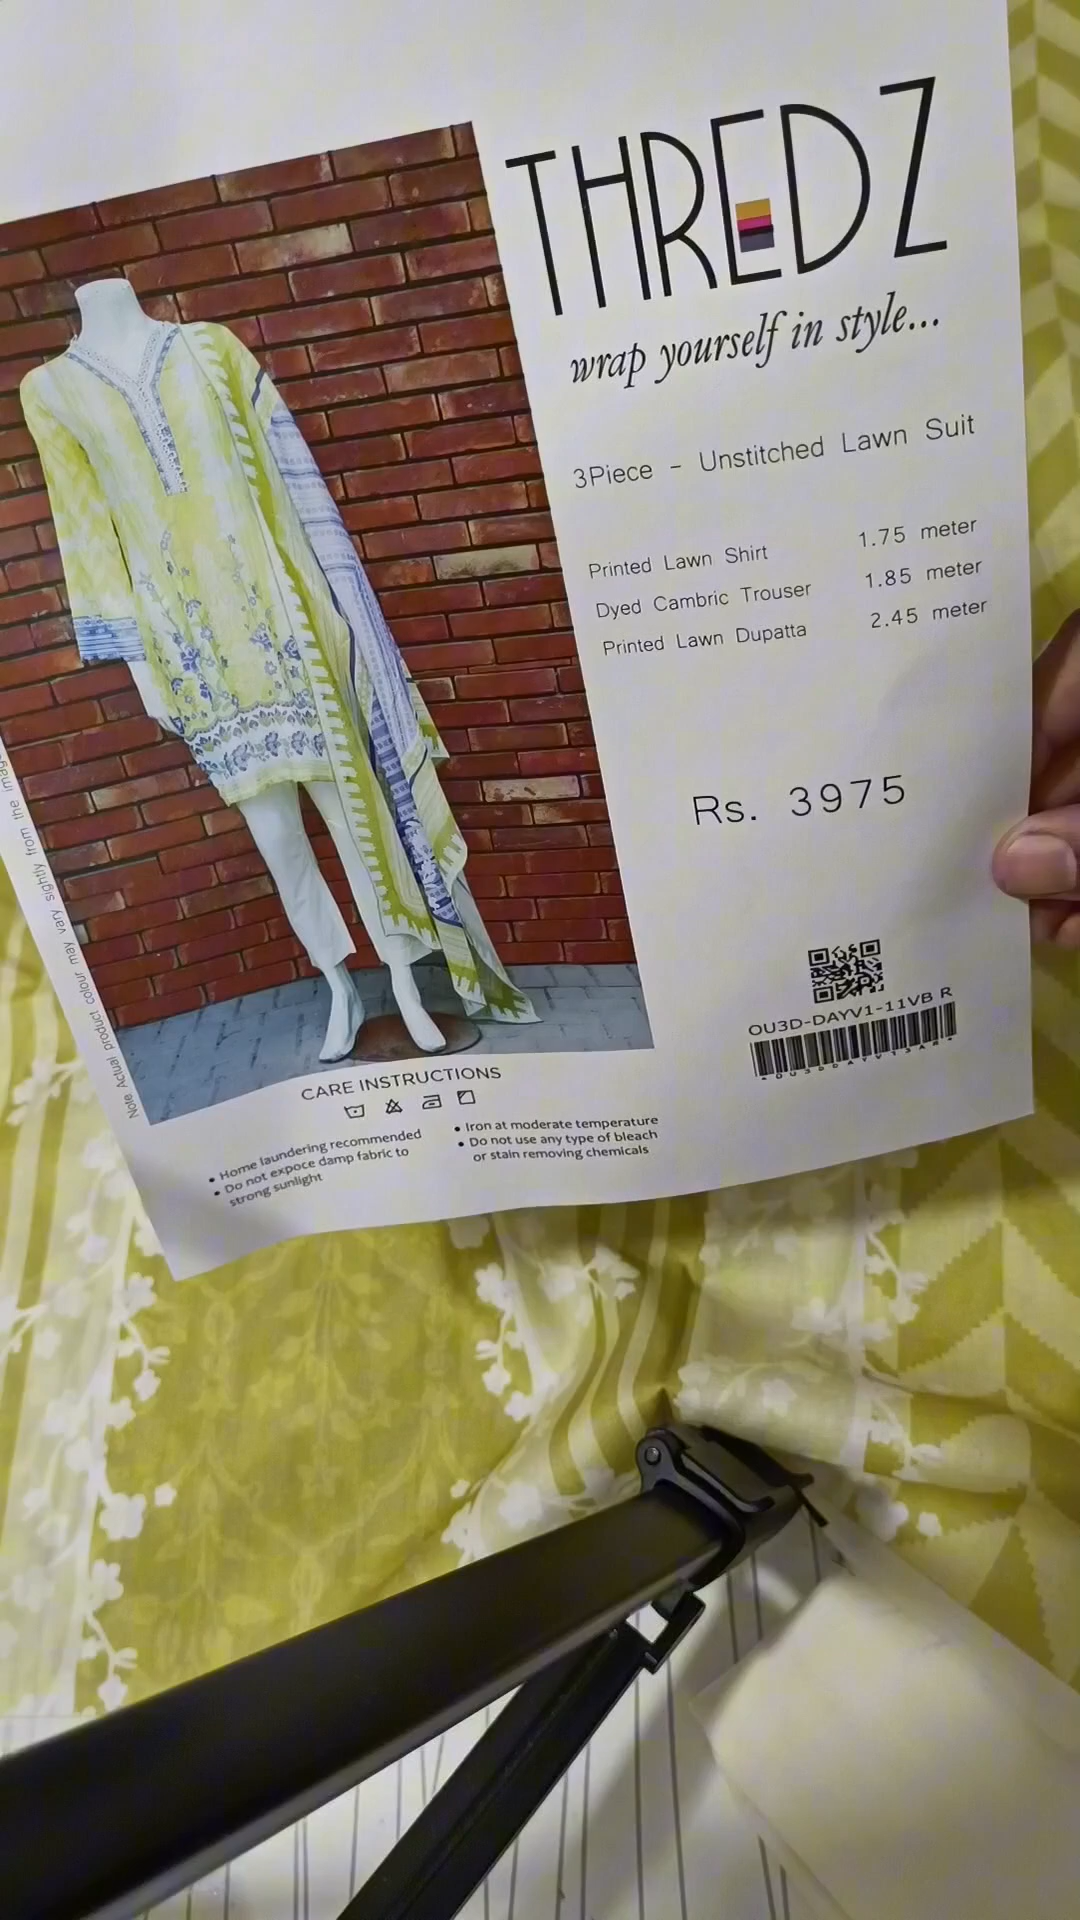 THREDZ
wrap yourself in style...
3Piece - Unstitched Lawn Suit
Printed Lawn Shirt 1.75 meter
Dyed Cambric Trouser 1.85 meter
Printed Lawn Dupatta 2.45 meter
Rs. 3975
OU3D-DAYV1-11VB R
Note: Actual product colour may vary sightly from the imag
CARE INSTRUCTIONS
• Home laundering recommended
• Do not expoce damp fabric to
strong sunlight
• Iron at moderate temperature
• Do not use any type of bleach
or stain removing chemicals